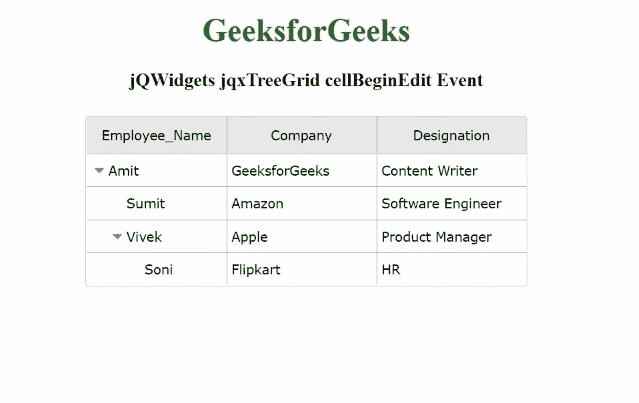 GeeksforGeeks
jQWidgets jqxTreeGrid cellBeginEdit Event
Employee_Name Company Designation
Amit GeeksforGeeks Content Writer
Sumit Amazon Software Engineer
Vivek Apple Product Manager
Soni Flipkart HR